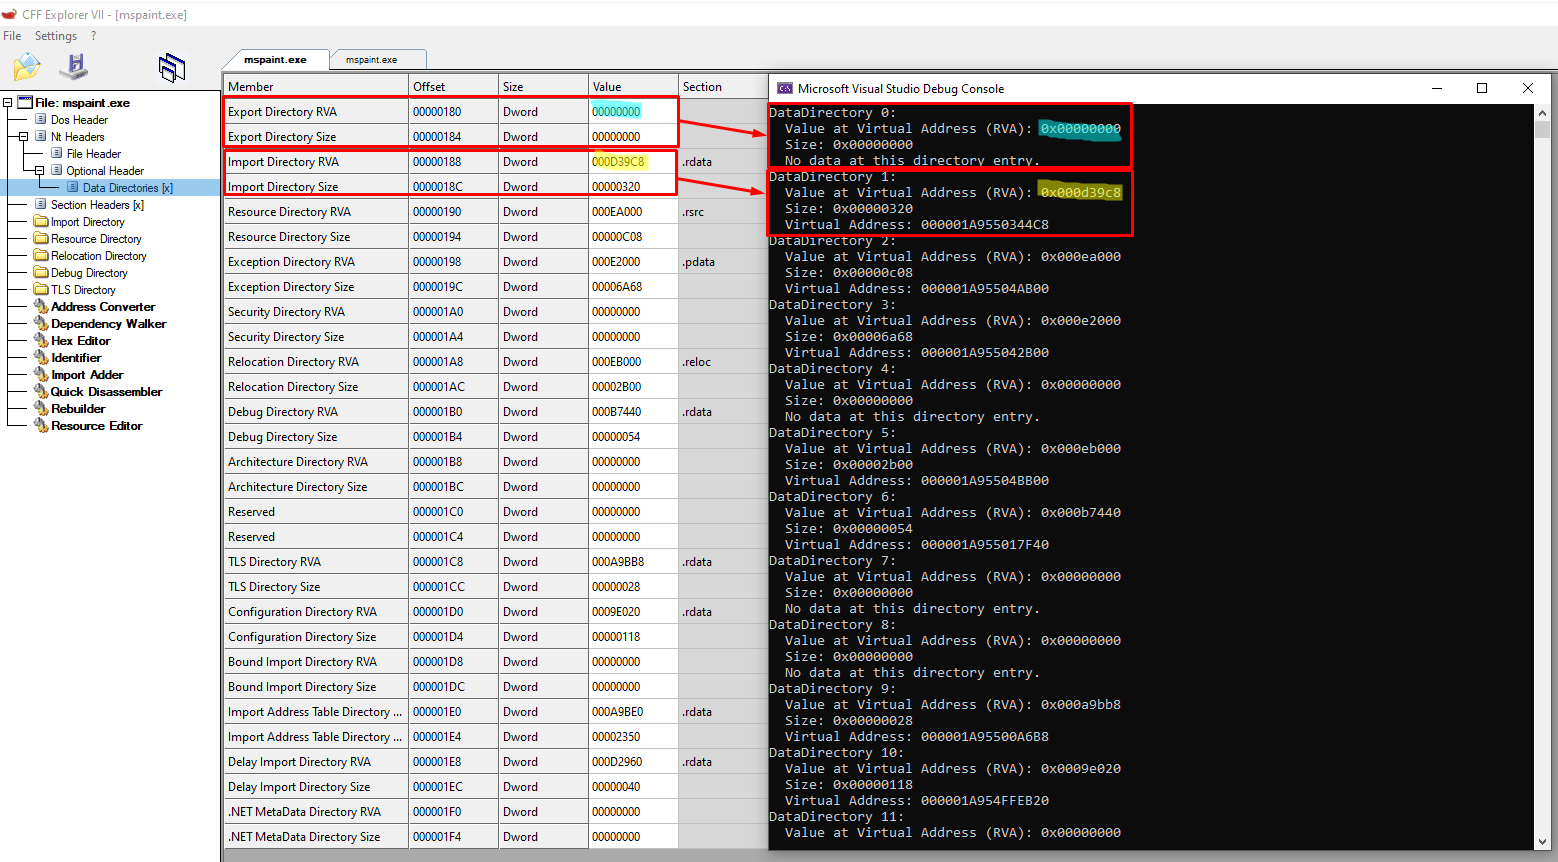 CFF Explorer VII - [mspaint.exe]
File Settings ?
mspaint.exe mspaint.exe
File: mspaint.exe
Dos Header
Nt Headers
File Header
Optional Header
Data Directories [x]
Section Headers [x]
Import Directory
Resource Directory
Relocation Directory
Debug Directory
TLS Directory
Address Converter
Dependency Walker
Hex Editor
Identifier
Import Adder
Quick Disassembler
Rebuilder
Resource Editor
Member Offset Size Value Section
Export Directory RVA 00000180 Dword 00000000
Export Directory Size 00000184 Dword 00000000
Import Directory RVA 00000188 Dword 000D39C8 .rdata
Import Directory Size 0000018C Dword 00000320
Resource Directory RVA 00000190 Dword 000EA000 .rsrc
Resource Directory Size 00000194 Dword 00000C08
Exception Directory RVA 00000198 Dword 000E2000 .pdata
Exception Directory Size 0000019C Dword 00006A68
Security Directory RVA 000001A0 Dword 00000000
Security Directory Size 000001A4 Dword 00000000
Relocation Directory RVA 000001A8 Dword 000EB000 .reloc
Relocation Directory Size 000001AC Dword 00002B00
Debug Directory RVA 000001B0 Dword 000B7440 .rdata
Debug Directory Size 000001B4 Dword 00000054
Architecture Directory RVA 000001B8 Dword 00000000
Architecture Directory Size 000001BC Dword 00000000
Reserved 000001C0 Dword 00000000
Reserved 000001C4 Dword 00000000
TLS Directory RVA 000001C8 Dword 000A9BB8 .rdata
TLS Directory Size 000001CC Dword 00000028
Configuration Directory RVA 000001D0 Dword 0009E020 .rdata
Configuration Directory Size 000001D4 Dword 00000118
Bound Import Directory RVA 000001D8 Dword 00000000
Bound Import Directory Size 000001DC Dword 00000000
Import Address Table Directory ... 000001E0 Dword 000A9BE0 .rdata
Import Address Table Directory ... 000001E4 Dword 00002350
Delay Import Directory RVA 000001E8 Dword 000D2960 .rdata
Delay Import Directory Size 000001EC Dword 00000040
.NET MetaData Directory RVA 000001F0 Dword 00000000
.NET MetaData Directory Size 000001F4 Dword 00000000
Microsoft Visual Studio Debug Console
DataDirectory 0:
Value at Virtual Address (RVA): 0x00000000
Size: 0x00000000
No data at this directory entry.
DataDirectory 1:
Value at Virtual Address (RVA): 0x000d39c8
Size: 0x00000320
Virtual Address: 000001A9550344C8
DataDirectory 2:
Value at Virtual Address (RVA): 0x000ea000
Size: 0x00000c08
Virtual Address: 000001A95504AB00
DataDirectory 3:
Value at Virtual Address (RVA): 0x000e2000
Size: 0x00006a68
Virtual Address: 000001A955042B00
DataDirectory 4:
Value at Virtual Address (RVA): 0x00000000
Size: 0x00000000
No data at this directory entry.
DataDirectory 5:
Value at Virtual Address (RVA): 0x000eb000
Size: 0x00002b00
Virtual Address: 000001A95504BB00
DataDirectory 6:
Value at Virtual Address (RVA): 0x000b7440
Size: 0x00000054
Virtual Address: 000001A955017F40
DataDirectory 7:
Value at Virtual Address (RVA): 0x00000000
Size: 0x00000000
No data at this directory entry.
DataDirectory 8:
Value at Virtual Address (RVA): 0x00000000
Size: 0x00000000
No data at this directory entry.
DataDirectory 9:
Value at Virtual Address (RVA): 0x000a9bb8
Size: 0x00000028
Virtual Address: 000001A95500A6B8
DataDirectory 10:
Value at Virtual Address (RVA): 0x0009e020
Size: 0x00000118
Virtual Address: 000001A954FFEB20
DataDirectory 11:
Value at Virtual Address (RVA): 0x00000000